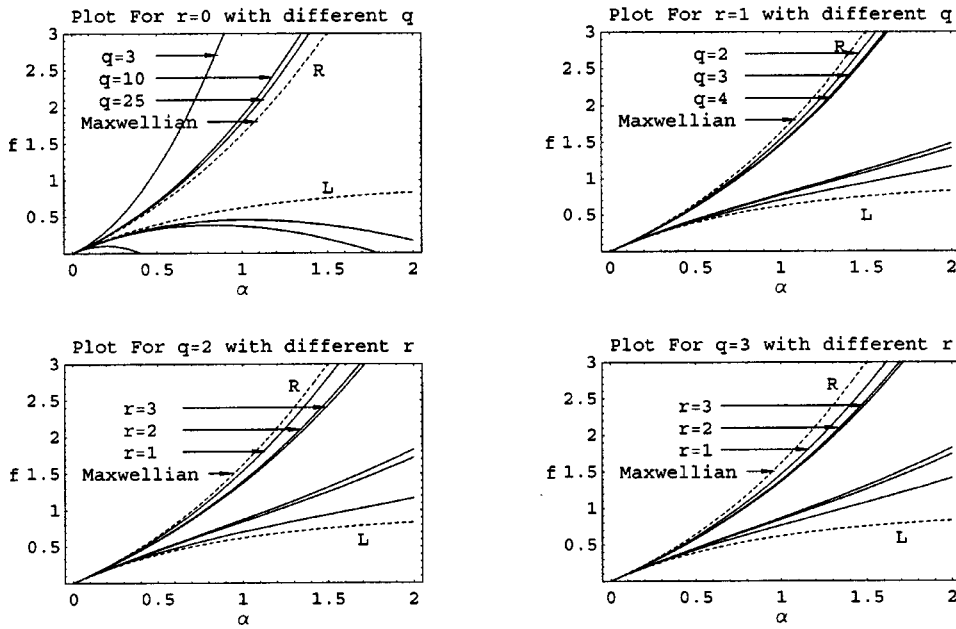 Plot For r=0 with different q
3
2.5
2
f 1.5
1
0.5
q=3
q=10
q=25
Maxwellian
R
L
0 0.5 1 1.5 2
α
Plot For r=1 with different q
3
2.5
2
f 1.5
1
0.5
R
q=2
q=3
q=4
Maxwellian
L
0 0.5 1 1.5 2
α
Plot For q=2 with different r
3
2.5
2
f 1.5
1
0.5
R
r=3
r=2
r=1
Maxwellian
L
0 0.5 1 1.5 2
α
Plot For q=3 with different r
3
2.5
2
f 1.5
1
0.5
R
r=3
r=2
r=1
Maxwellian
L
0 0.5 1 1.5 2
α